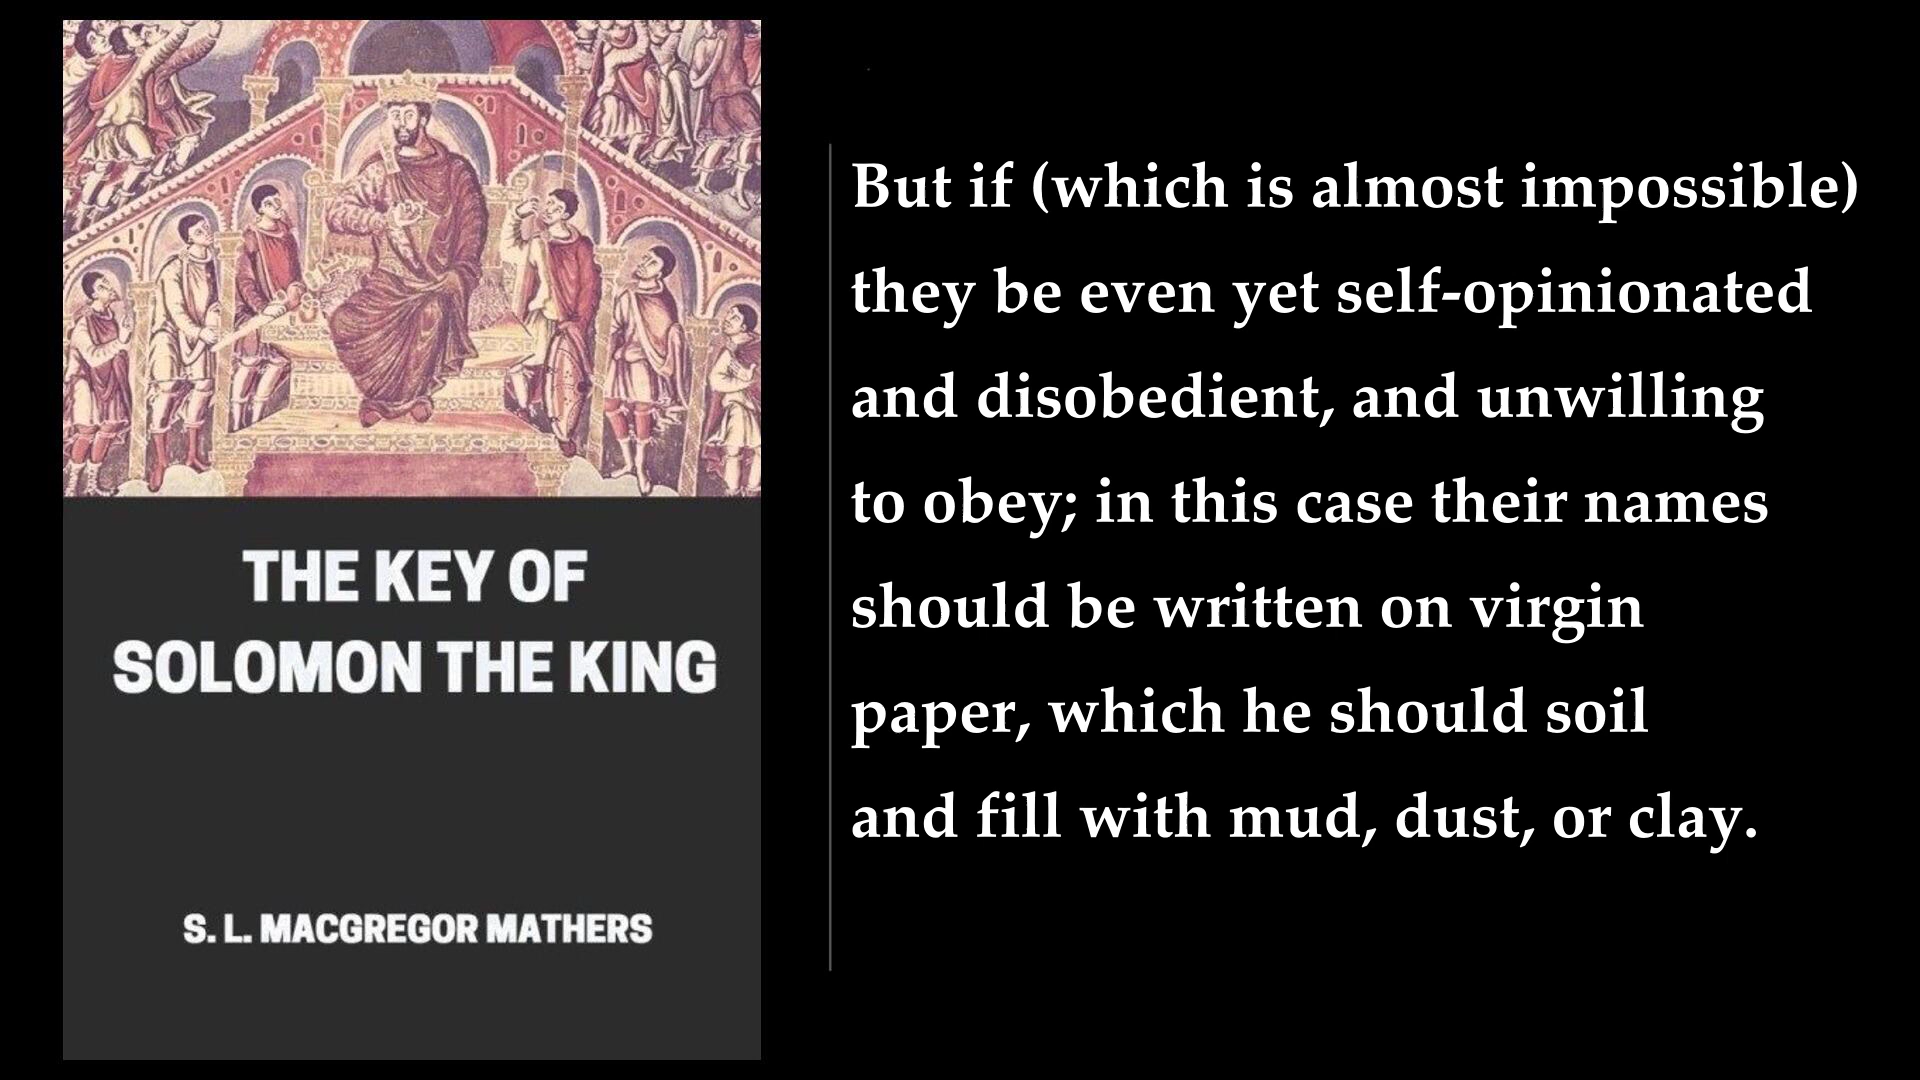 THE KEY OF
SOLOMON THE KING
S. L. MACGREGOR MATHERS
But if (which is almost impossible)
they be even yet self-opinionated
and disobedient, and unwilling
to obey; in this case their names
should be written on virgin
paper, which he should soil
and fill with mud, dust, or clay.